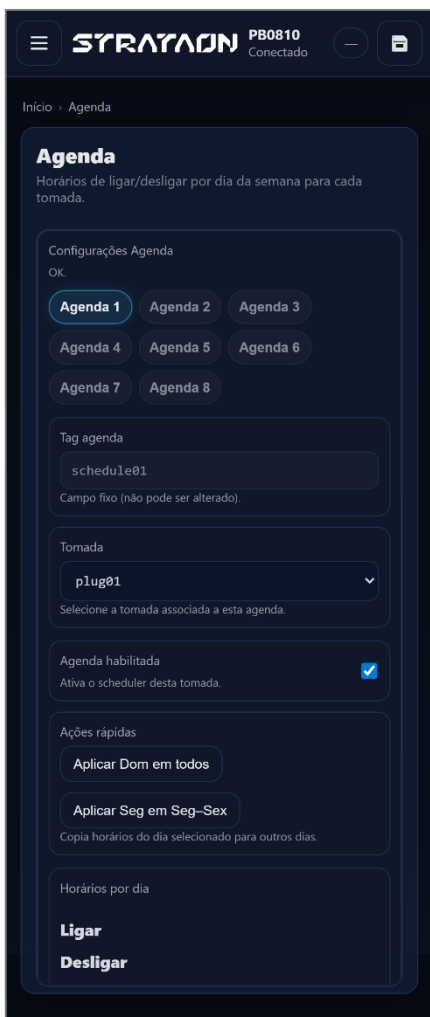 STRATAON
PB0810
Conectado
—
Início › Agenda
Agenda
Horários de ligar/desligar por dia da semana para cada
tomada.
Configurações Agenda
OK.
Agenda 1 Agenda 2 Agenda 3
Agenda 4 Agenda 5 Agenda 6
Agenda 7 Agenda 8
Tag agenda
schedule01
Campo fixo (não pode ser alterado).
Tomada
plug01
Selecione a tomada associada a esta agenda.
Agenda habilitada
Ativa o scheduler desta tomada.
Ações rápidas
Aplicar Dom em todos
Aplicar Seg em Seg–Sex
Copia horários do dia selecionado para outros dias.
Horários por dia
Ligar
Desligar